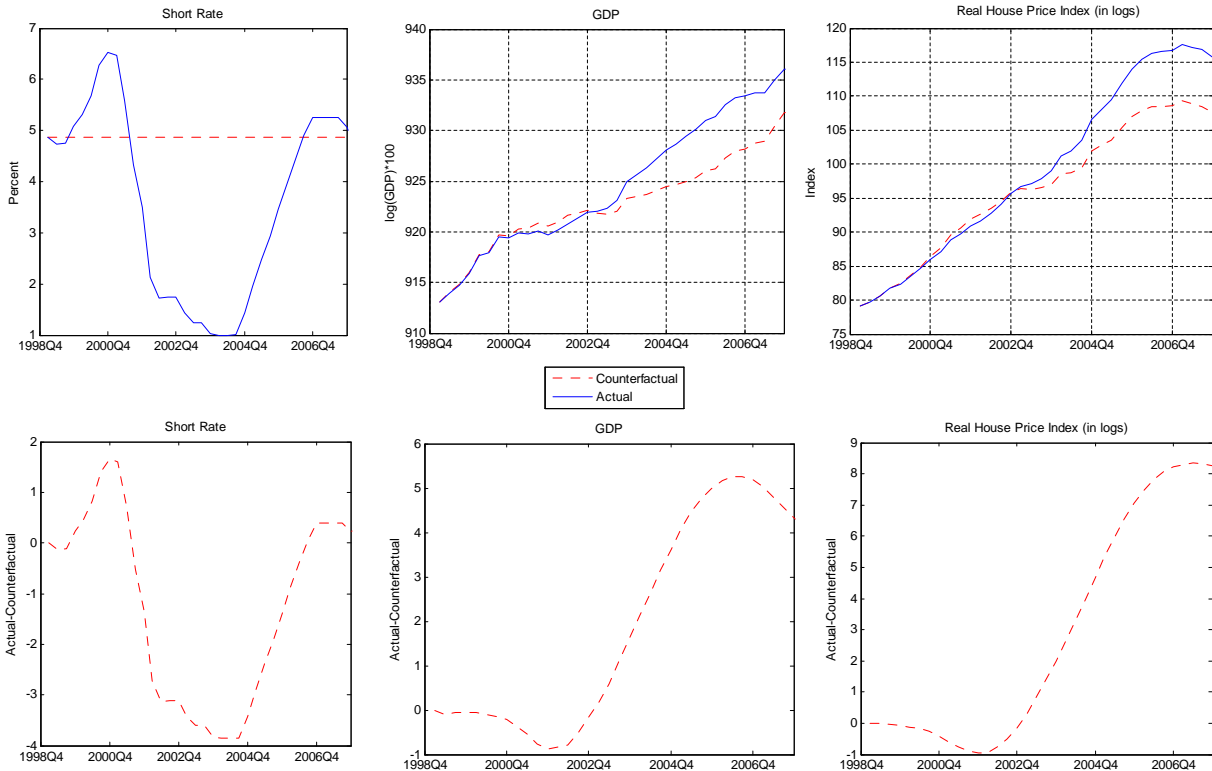 Short Rate
7
6
5
4
3
2
1
Percent
1998Q4 2000Q4 2002Q4 2004Q4 2006Q4
GDP
940
935
930
925
920
915
910
log(GDP)*100
1998Q4 2000Q4 2002Q4 2004Q4 2006Q4
Real House Price Index (in logs)
120
115
110
105
100
95
90
85
80
75
Index
1998Q4 2000Q4 2002Q4 2004Q4 2006Q4
Counterfactual
Actual
Short Rate
2
1
0
-1
-2
-3
-4
Actual-Counterfactual
1998Q4 2000Q4 2002Q4 2004Q4 2006Q4
GDP
6
5
4
3
2
1
0
-1
Actual-Counterfactual
1998Q4 2000Q4 2002Q4 2004Q4 2006Q4
Real House Price Index (in logs)
9
8
7
6
5
4
3
2
1
0
-1
Actual-Counterfactual
1998Q4 2000Q4 2002Q4 2004Q4 2006Q4